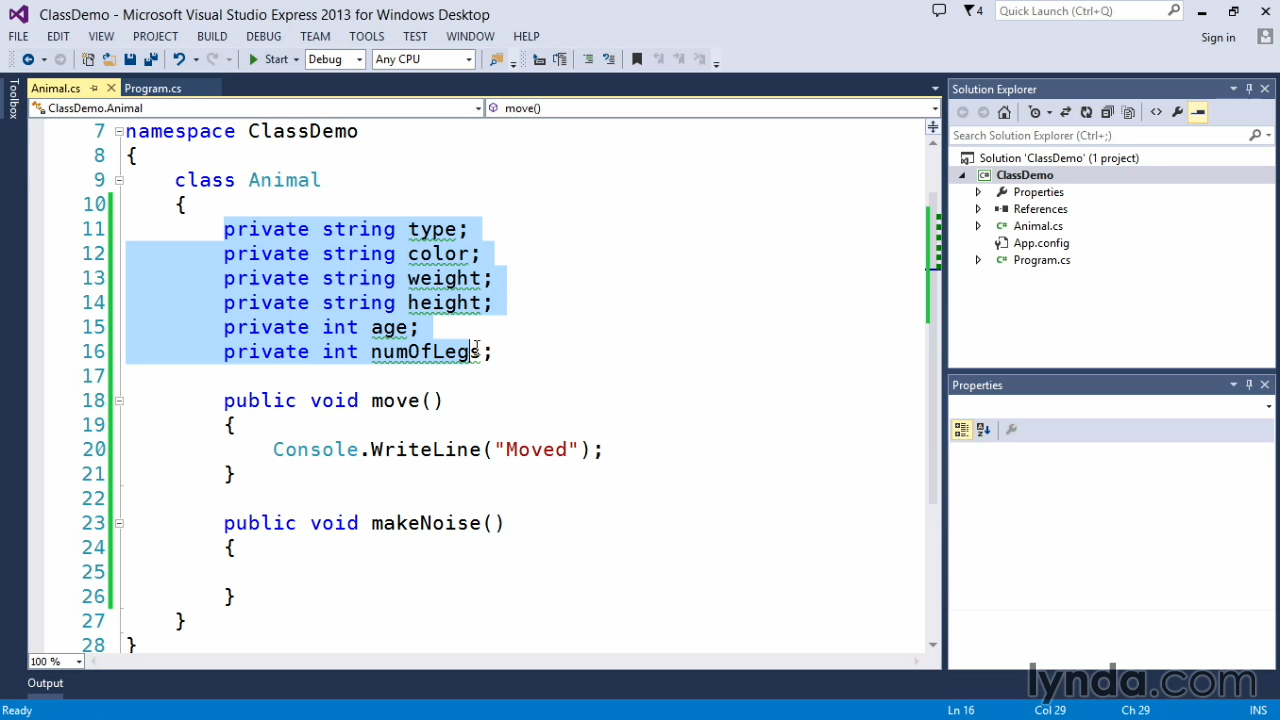 ClassDemo - Microsoft Visual Studio Express 2013 for Windows Desktop
4
Quick Launch (Ctrl+Q)
FILE EDIT VIEW PROJECT BUILD DEBUG TEAM TOOLS TEST WINDOW HELP
Sign in
Start Debug Any CPU
Toolbox
Animal.cs Program.cs
ClassDemo.Animal move()
7 namespace ClassDemo
8 {
9 class Animal
10 {
11 private string type;
12 private string color;
13 private string weight;
14 private string height;
15 private int age;
16 private int numOfLegs;
17
18 public void move()
19 {
20 Console.WriteLine("Moved");
21 }
22
23 public void makeNoise()
24 {
25
26 }
27 }
28 }
100 %
Solution Explorer
Search Solution Explorer (Ctrl+;)
Solution 'ClassDemo' (1 project)
ClassDemo
Properties
References
Animal.cs
App.config
Program.cs
Properties
lynda.com
Output
Ready Ln 16 Col 29 Ch 29 INS